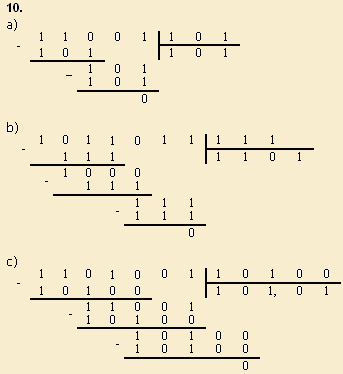 10.
a)
1 1 0 0 0 1 1 0 1
- 1 0 1 1 0 1
- 1 0 1
1 0 1
0
b)
- 1 0 1 1 0 1 1 1 1 1
1 1 1 1 1 0 1
- 1 0 0 0
1 1 1
- 1 1 1
1 1 1
0
c)
- 1 1 0 1 0 0 1 1 0 1 0 0
1 0 1 0 0 1 0 1, 0 1
- 1 1 0 0 1
1 0 1 0 0
- 1 0 1 0 0
1 0 1 0 0
0